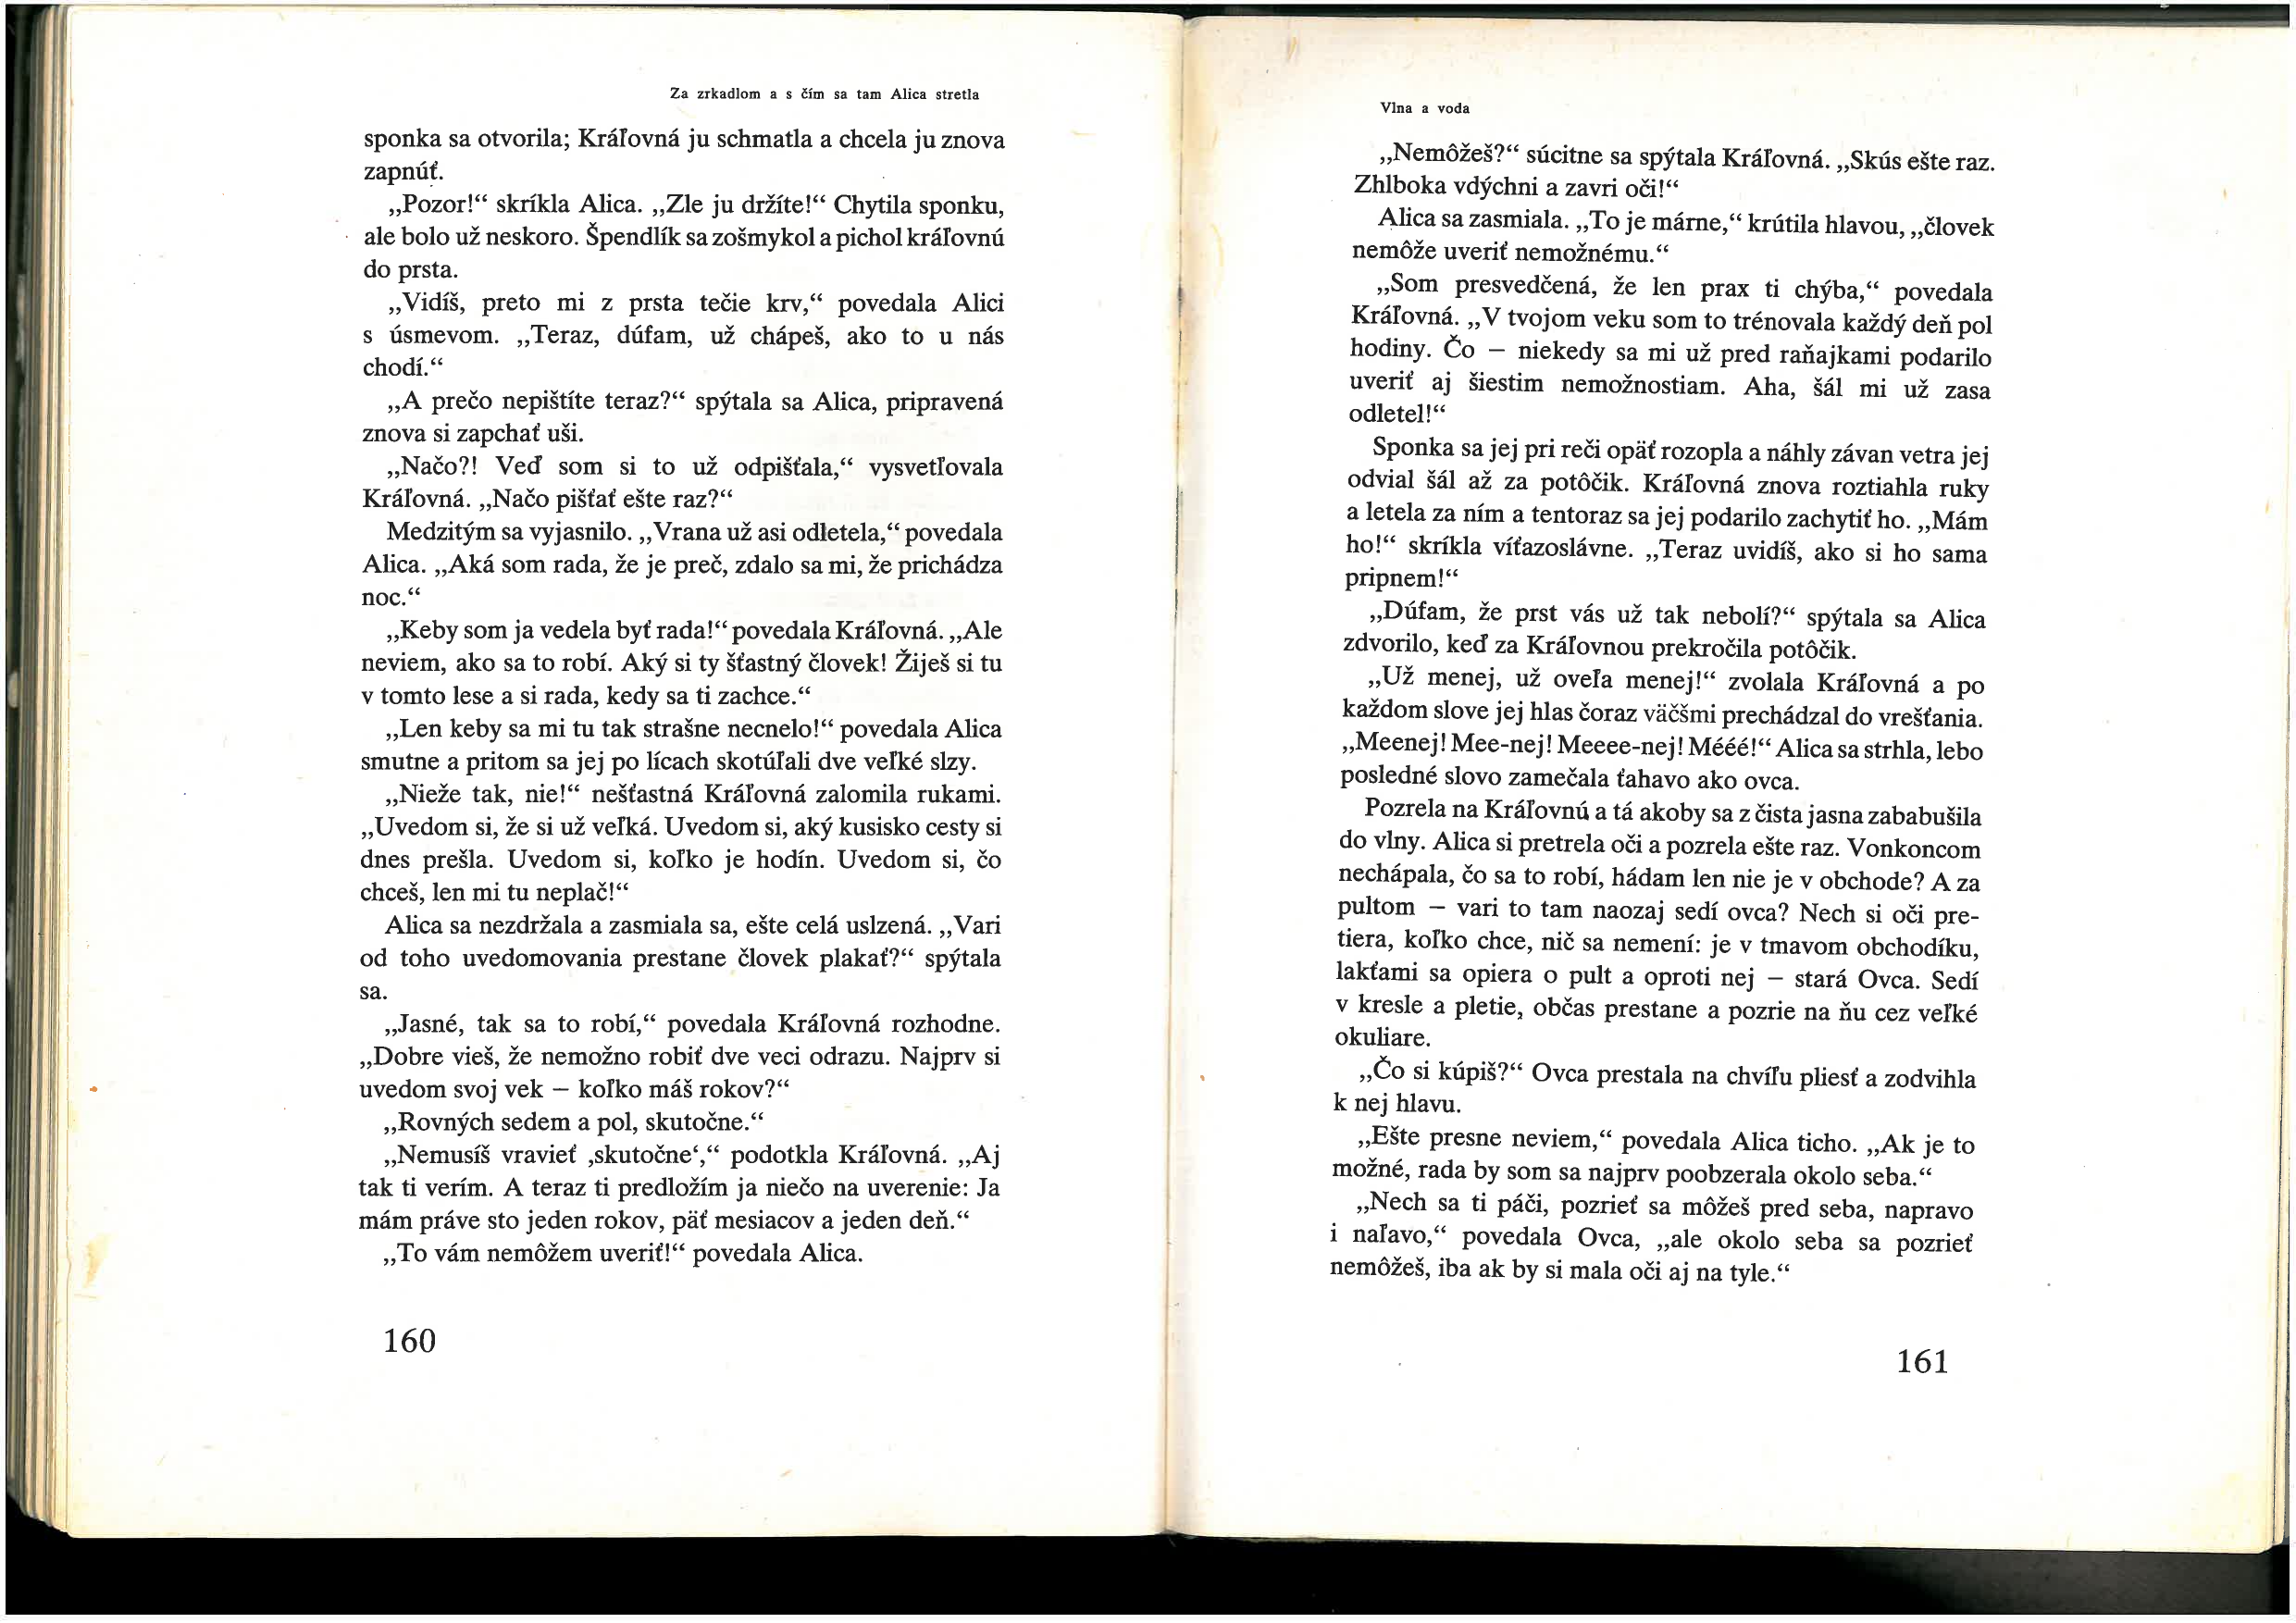 Za zrkadlom a s čím sa tam Alica stretla
sponka sa otvorila; Kráľovná ju schmatla a chcela ju znova
zapnúť.
„Pozor!“ skríkla Alica. „Zle ju držíte!“ Chytila sponku,
ale bolo už neskoro. Špendlík sa zošmykol a pichol kráľovnú
do prsta.
„Vidíš, preto mi z prsta tečie krv,“ povedala Alici
s úsmevom. „Teraz, dúfam, už chápeš, ako to u nás
chodí.“
„A prečo nepištíte teraz?“ spýtala sa Alica, pripravená
znova si zapchať uši.
„Načo?! Veď som si to už odpišťala,“ vysvetľovala
Kráľovná. „Načo pišťať ešte raz?“
Medzitým sa vyjasnilo. „Vrana už asi odletela,“ povedala
Alica. „Aká som rada, že je preč, zdalo sa mi, že prichádza
noc.“
„Keby som ja vedela byť rada!“ povedala Kráľovná. „Ale
neviem, ako sa to robí. Aký si ty šťastný človek! Žiješ si tu
v tomto lese a si rada, kedy sa ti zachce.“
„Len keby sa mi tu tak strašne necnelo!“ povedala Alica
smutne a pritom sa jej po lícach skotúľali dve veľké slzy.
„Nieže tak, nie!“ nešťastná Kráľovná zalomila rukami.
„Uvedom si, že si už veľká. Uvedom si, aký kusisko cesty si
dnes prešla. Uvedom si, koľko je hodín. Uvedom si, čo
chceš, len mi tu neplač!“
Alica sa nezdržala a zasmiala sa, ešte celá uslzená. „Vari
od toho uvedomovania prestane človek plakať?“ spýtala
sa.
„Jasné, tak sa to robí,“ povedala Kráľovná rozhodne.
„Dobre vieš, že nemožno robiť dve veci odrazu. Najprv si
uvedom svoj vek — koľko máš rokov?“
„Rovných sedem a pol, skutočne.“
„Nemusíš vravieť ‚skutočne‘,“ podotkla Kráľovná. „Aj
tak ti verím. A teraz ti predložím ja niečo na uverenie: Ja
mám práve sto jeden rokov, päť mesiacov a jeden deň.“
„To vám nemôžem uveriť!“ povedala Alica.
160
Vlna a voda
„Nemôžeš?“ súcitne sa spýtala Kráľovná. „Skús ešte raz.
Zhlboka vdýchni a zavri oči!“
Alica sa zasmiala. „To je márne,“ krútila hlavou, „človek
nemôže uveriť nemožnému.“
„Som presvedčená, že len prax ti chýba,“ povedala
Kráľovná. „V tvojom veku som to trénovala každý deň pol
hodiny. Čo — niekedy sa mi už pred raňajkami podarilo
uveriť aj šiestim nemožnostiam. Aha, šál mi už zasa
odletel!“
Sponka sa jej pri reči opäť rozopla a náhly závan vetra jej
odvial šál až za potôčik. Kráľovná znova roztiahla ruky
a letela za ním a tentoraz sa jej podarilo zachytiť ho. „Mám
ho!“ skríkla víťazoslávne. „Teraz uvidíš, ako si ho sama
pripnem!“
„Dúfam, že prst vás už tak nebolí?“ spýtala sa Alica
zdvorilo, keď za Kráľovnou prekročila potôčik.
„Už menej, už oveľa menej!“ zvolala Kráľovná a po
každom slove jej hlas čoraz väčšmi prechádzal do vrešťania.
„Meenej! Mee-nej! Meeee-nej! Mééé!“ Alica sa strhla, lebo
posledné slovo zamečala ťahavo ako ovca.
Pozrela na Kráľovnú a tá akoby sa z čista jasna zababušila
do vlny. Alica si pretrela oči a pozrela ešte raz. Vonkoncom
nechápala, čo sa to robí, hádam len nie je v obchode? A za
pultom — vari to tam naozaj sedí ovca? Nech si oči pre-
tiera, koľko chce, nič sa nemení: je v tmavom obchodíku,
lakťami sa opiera o pult a oproti nej — stará Ovca. Sedí
v kresle a pletie, občas prestane a pozrie na ňu cez veľké
okuliare.
„Čo si kúpiš?“ Ovca prestala na chvíľu pliesť a zodvihla
k nej hlavu.
„Ešte presne neviem,“ povedala Alica ticho. „Ak je to
možné, rada by som sa najprv poobzerala okolo seba.“
„Nech sa ti páči, pozrieť sa môžeš pred seba, napravo
i naľavo,“ povedala Ovca, „ale okolo seba sa pozrieť
nemôžeš, iba ak by si mala oči aj na tyle.“
161